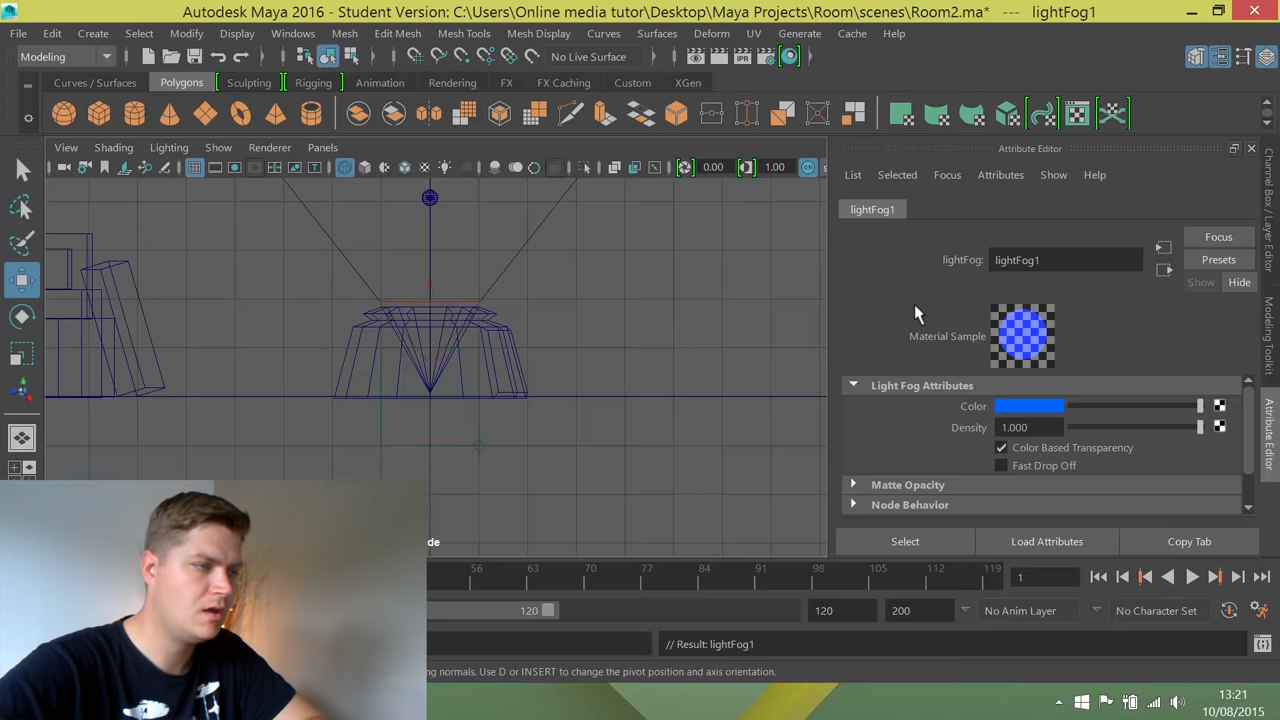 Autodesk Maya 2016 - Student Version: C:\Users\Online media tutor\Desktop\Maya Projects\Room\scenes\Room2.ma* --- lightFog1
File Edit Create Select Modify Display Windows Mesh Edit Mesh Mesh Tools Mesh Display Curves Surfaces Deform UV Generate Cache Help
Modeling No Live Surface
Curves / Surfaces Polygons Sculpting Rigging Animation Rendering FX FX Caching Custom XGen
View Shading Lighting Show Renderer Panels
0.00 1.00
Attribute Editor
List Selected Focus Attributes Show Help
lightFog1
Focus
lightFog: lightFog1
Presets
Show Hide
Material Sample
Light Fog Attributes
Color
Density 1.000
Color Based Transparency
Fast Drop Off
Matte Opacity
Node Behavior
Select Load Attributes Copy Tab
Channel Box / Layer Editor
Modeling Toolkit
Attribute Editor
de
56 63 70 77 84 91 98 105 112 119 1
120 120 200 No Anim Layer No Character Set
// Result: lightFog1
ng normals. Use D or INSERT to change the pivot position and axis orientation.
13:21
10/08/2015